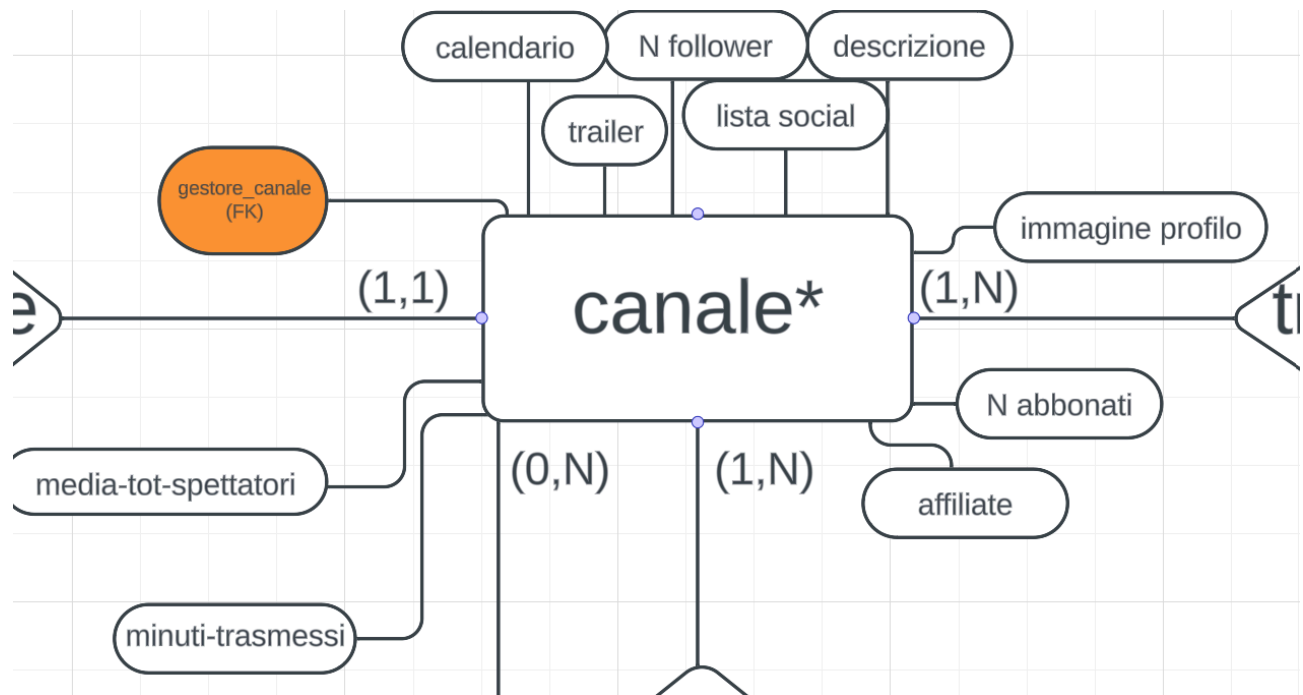 calendario
N follower
descrizione
trailer
lista social
gestore_canale
(FK)
immagine profilo
(1,1)
canale*
(1,N)
e
tr
N abbonati
media-tot-spettatori
(0,N)
(1,N)
affiliate
minuti-trasmessi